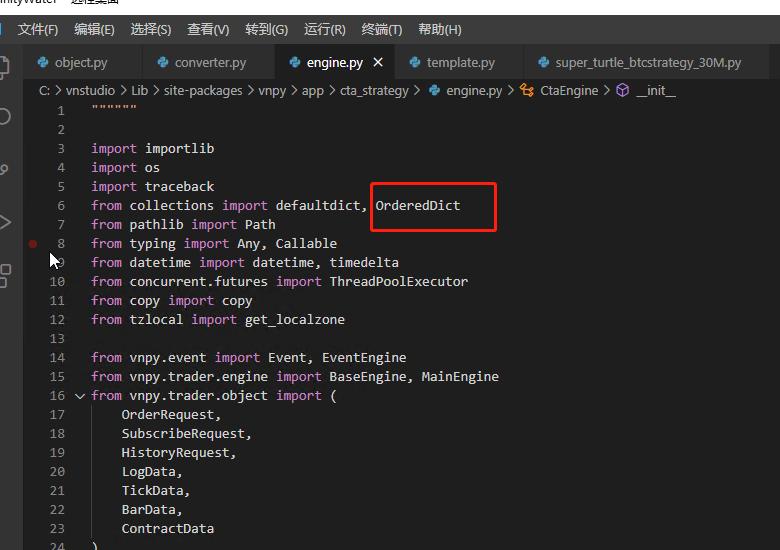 文件(F) 编辑(E) 选择(S) 查看(V) 转到(G) 运行(R) 终端(T) 帮助(H)
object.py converter.py engine.py template.py super_turtle_btcstrategy_30M.py
C: > vnstudio > Lib > site-packages > vnpy > app > cta_strategy > engine.py > CtaEngine > __init__
1 """"""
2
3 import importlib
4 import os
5 import traceback
6 from collections import defaultdict, OrderedDict
7 from pathlib import Path
8 from typing import Any, Callable
9 from datetime import datetime, timedelta
10 from concurrent.futures import ThreadPoolExecutor
11 from copy import copy
12 from tzlocal import get_localzone
13
14 from vnpy.event import Event, EventEngine
15 from vnpy.trader.engine import BaseEngine, MainEngine
16 from vnpy.trader.object import (
17 OrderRequest,
18 SubscribeRequest,
19 HistoryRequest,
20 LogData,
21 TickData,
22 BarData,
23 ContractData
24 )